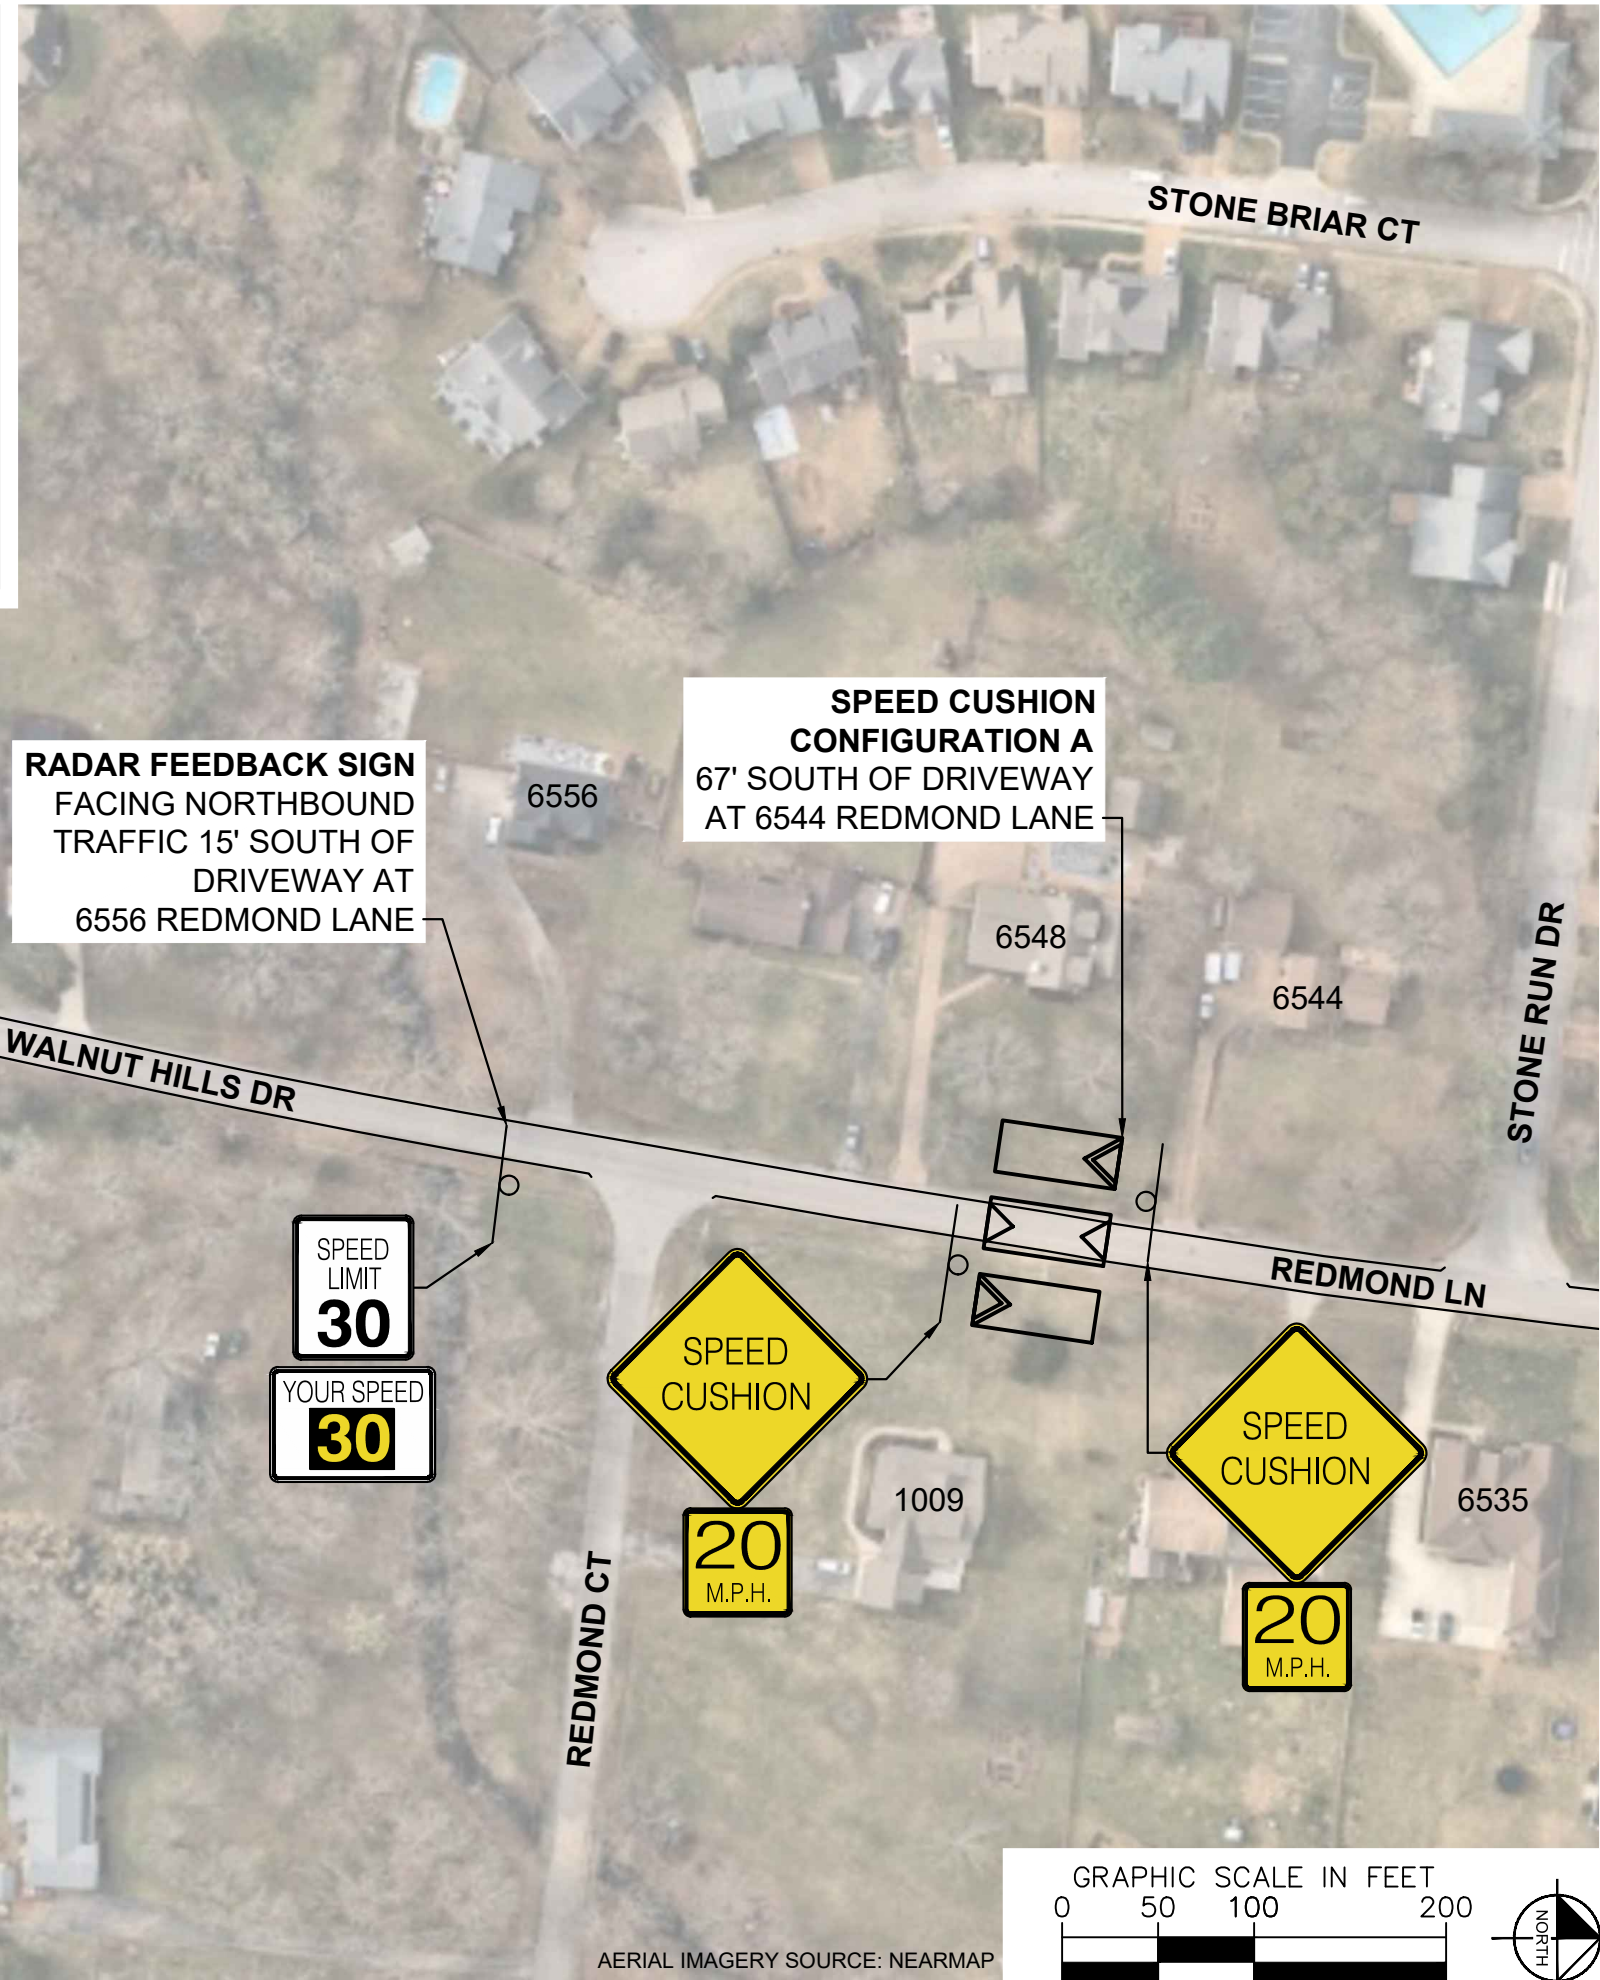 STONE BRIAR CT
SPEED CUSHION
CONFIGURATION A
67' SOUTH OF DRIVEWAY
AT 6544 REDMOND LANE
RADAR FEEDBACK SIGN
FACING NORTHBOUND
TRAFFIC 15' SOUTH OF
DRIVEWAY AT
6556 REDMOND LANE
6556
6548
6544
STONE RUN DR
WALNUT HILLS DR
REDMOND LN
SPEED
LIMIT
30
YOUR SPEED
30
SPEED
CUSHION
20
M.P.H.
SPEED
CUSHION
20
M.P.H.
1009
6535
REDMOND CT
GRAPHIC SCALE IN FEET
0 50 100 200
NORTH
AERIAL IMAGERY SOURCE: NEARMAP